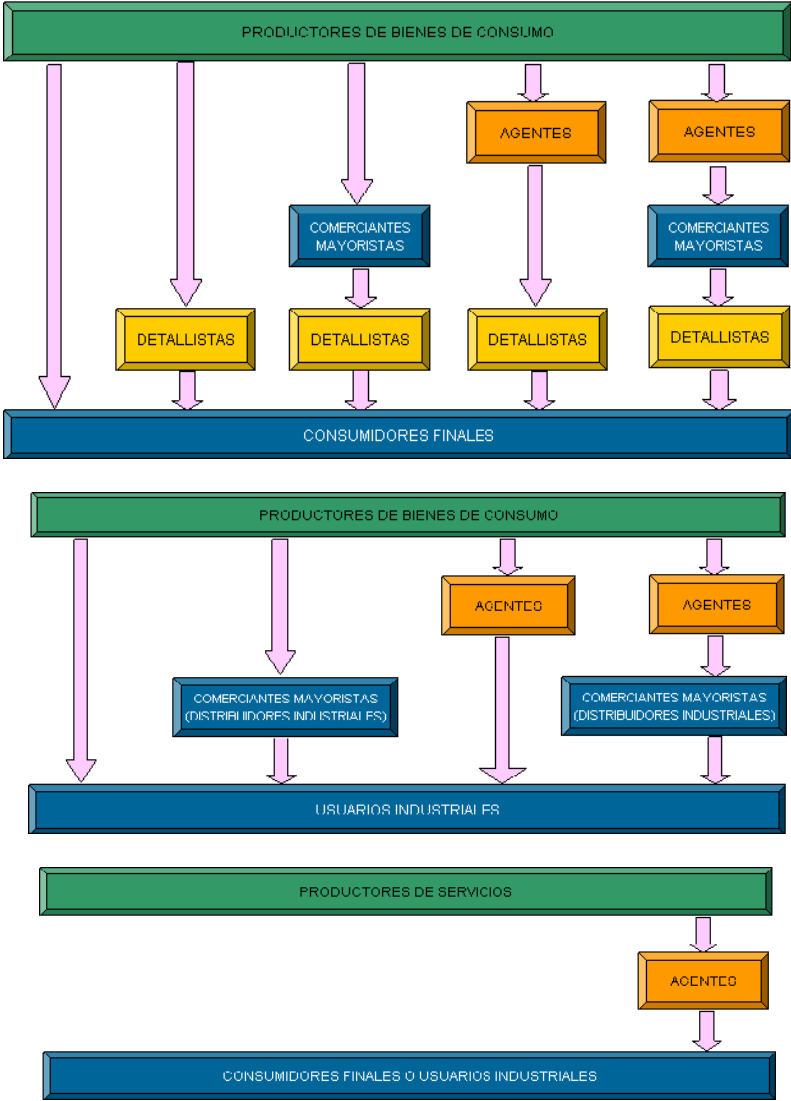 PRODUCTORES DE BIENES DE CONSUMO
AGENTES
AGENTES
COMERCIANTES
MAYORISTAS
COMERCIANTES
MAYORISTAS
DETALLISTAS
DETALLISTAS
DETALLISTAS
DETALLISTAS
CONSUMIDORES FINALES
PRODUCTORES DE BIENES DE CONSUMO
AGENTES
AGENTES
COMERCIANTES MAYORISTAS
(DISTRIBUIDORES INDUSTRIALES)
COMERCIANTES MAYORISTAS
(DISTRIBUIDORES INDUSTRIALES)
USUARIOS INDUSTRIALES
PRODUCTORES DE SERVICIOS
AGENTES
CONSUMIDORES FINALES O USUARIOS INDUSTRIALES